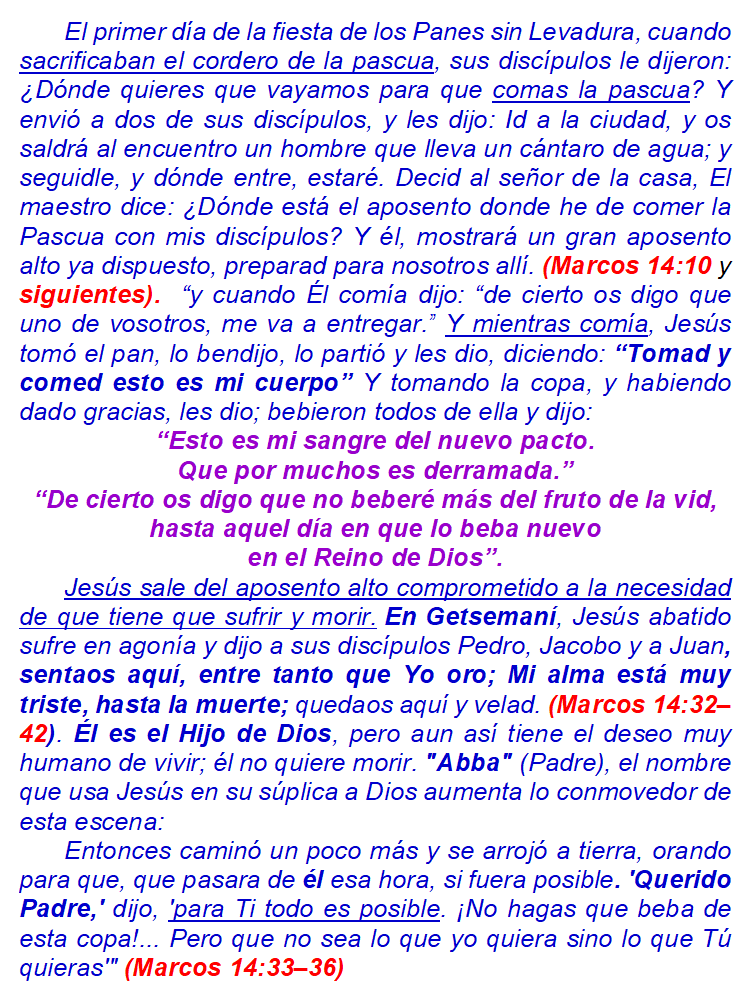 El primer día de la fiesta de los Panes sin Levadura, cuando
sacrificaban el cordero de la pascua, sus discípulos le dijeron:
¿Dónde quieres que vayamos para que comas la pascua? Y
envió a dos de sus discípulos, y les dijo: Id a la ciudad, y os
saldrá al encuentro un hombre que lleva un cántaro de agua; y
seguidle, y dónde entre, estaré. Decid al señor de la casa, El
maestro dice: ¿Dónde está el aposento donde he de comer la
Pascua con mis discípulos? Y él, mostrará un gran aposento
alto ya dispuesto, preparad para nosotros allí. (Marcos 14:10 y
siguientes). “y cuando Él comía dijo: “de cierto os digo que
uno de vosotros, me va a entregar.” Y mientras comía, Jesús
tomó el pan, lo bendijo, lo partió y les dio, diciendo: “Tomad y
comed esto es mi cuerpo” Y tomando la copa, y habiendo
dado gracias, les dio; bebieron todos de ella y dijo:
“Esto es mi sangre del nuevo pacto.
Que por muchos es derramada.”
“De cierto os digo que no beberé más del fruto de la vid,
hasta aquel día en que lo beba nuevo
en el Reino de Dios”.
Jesús sale del aposento alto comprometido a la necesidad
de que tiene que sufrir y morir. En Getsemaní, Jesús abatido
sufre en agonía y dijo a sus discípulos Pedro, Jacobo y a Juan,
sentaos aquí, entre tanto que Yo oro; Mi alma está muy
triste, hasta la muerte; quedaos aquí y velad. (Marcos 14:32–
42). Él es el Hijo de Dios, pero aun así tiene el deseo muy
humano de vivir; él no quiere morir. "Abba" (Padre), el nombre
que usa Jesús en su súplica a Dios aumenta lo conmovedor de
esta escena:
Entonces caminó un poco más y se arrojó a tierra, orando
para que, que pasara de él esa hora, si fuera posible. 'Querido
Padre,' dijo, 'para Ti todo es posible. ¡No hagas que beba de
esta copa!... Pero que no sea lo que yo quiera sino lo que Tú
quieras'" (Marcos 14:33–36)